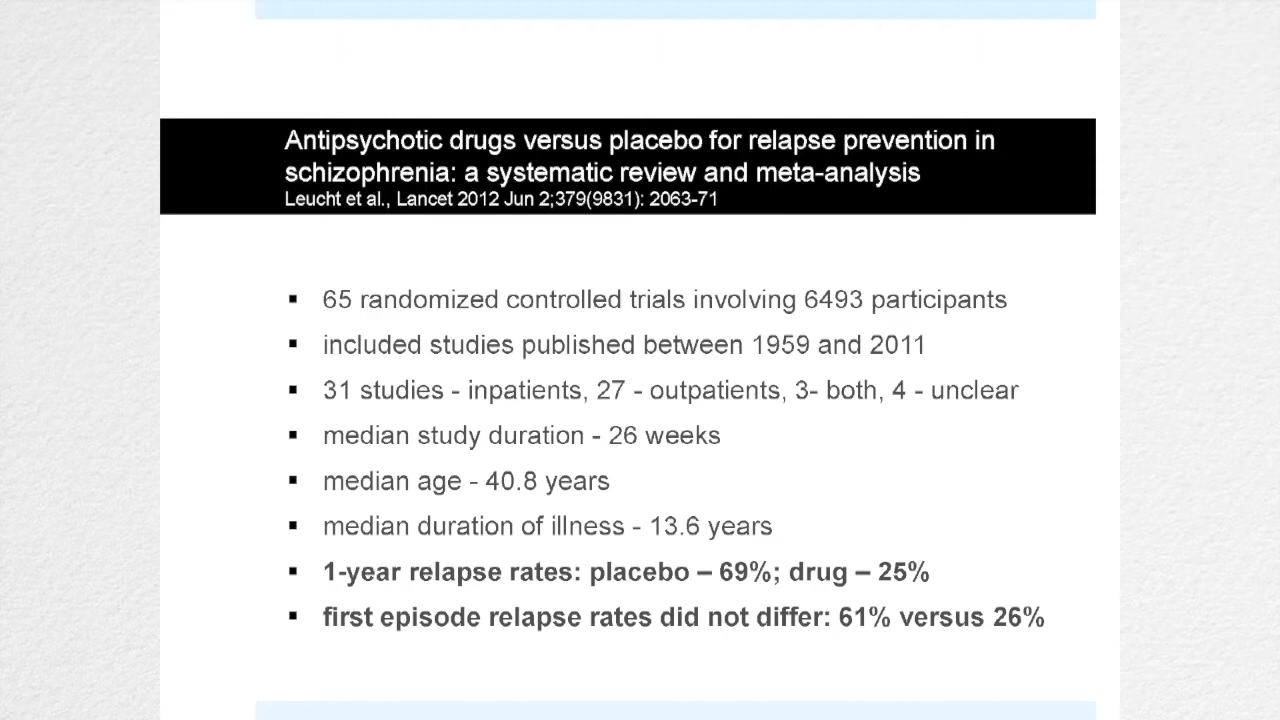 Antipsychotic drugs versus placebo for relapse prevention in
schizophrenia: a systematic review and meta-analysis
Leucht et al., Lancet 2012 Jun 2;379(9831): 2063-71
▪ 65 randomized controlled trials involving 6493 participants
▪ included studies published between 1959 and 2011
▪ 31 studies - inpatients, 27 - outpatients, 3- both, 4 - unclear
▪ median study duration - 26 weeks
▪ median age - 40.8 years
▪ median duration of illness - 13.6 years
▪ 1-year relapse rates: placebo – 69%; drug – 25%
▪ first episode relapse rates did not differ: 61% versus 26%